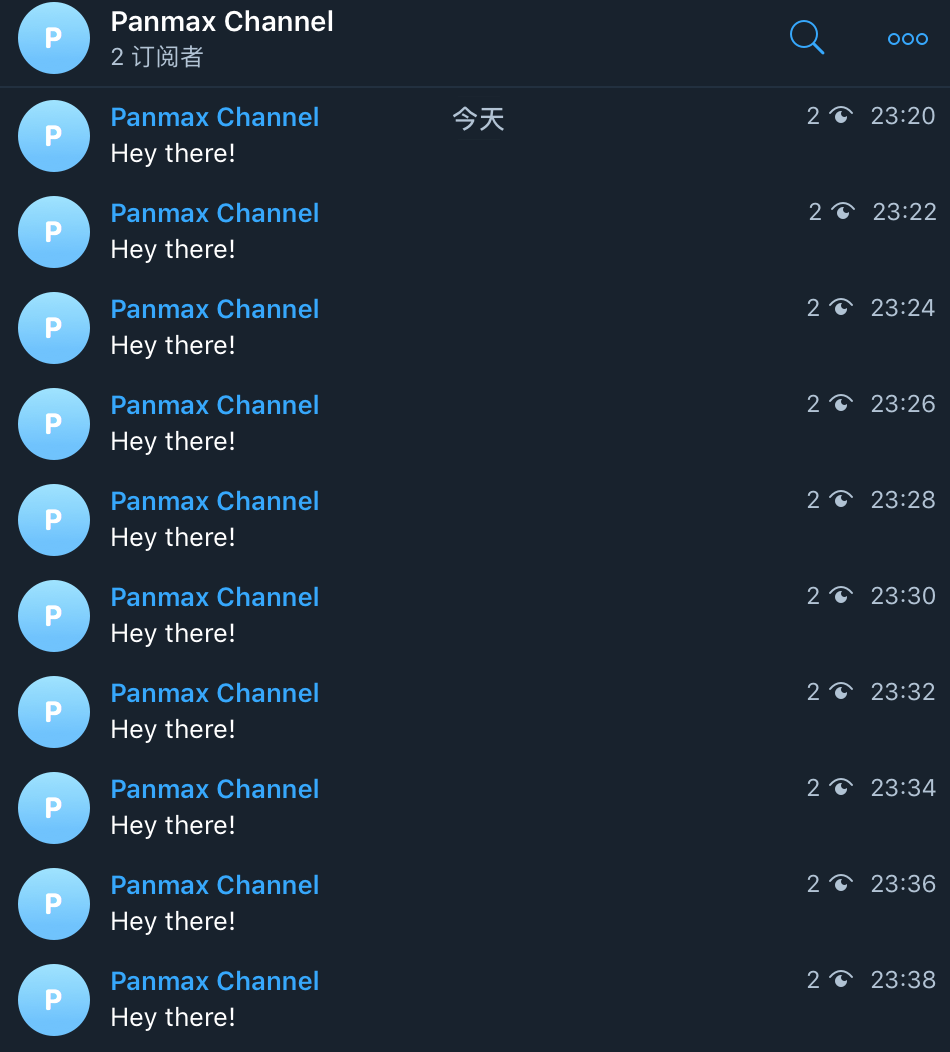 P
Panmax Channel
2 订阅者
今天
P
Panmax Channel
2 23:20
Hey there!
P
Panmax Channel
2 23:22
Hey there!
P
Panmax Channel
2 23:24
Hey there!
P
Panmax Channel
2 23:26
Hey there!
P
Panmax Channel
2 23:28
Hey there!
P
Panmax Channel
2 23:30
Hey there!
P
Panmax Channel
2 23:32
Hey there!
P
Panmax Channel
2 23:34
Hey there!
P
Panmax Channel
2 23:36
Hey there!
P
Panmax Channel
2 23:38
Hey there!